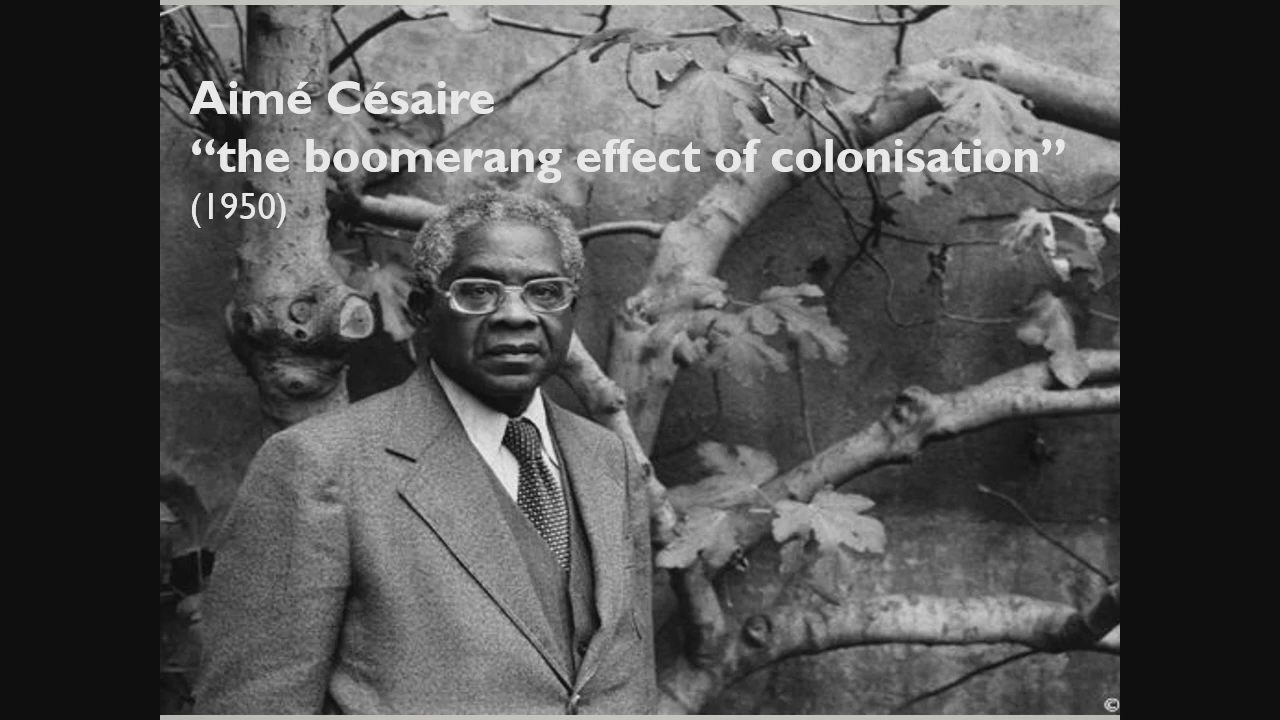 Aimé Césaire
“the boomerang effect of colonisation”
(1950)
©